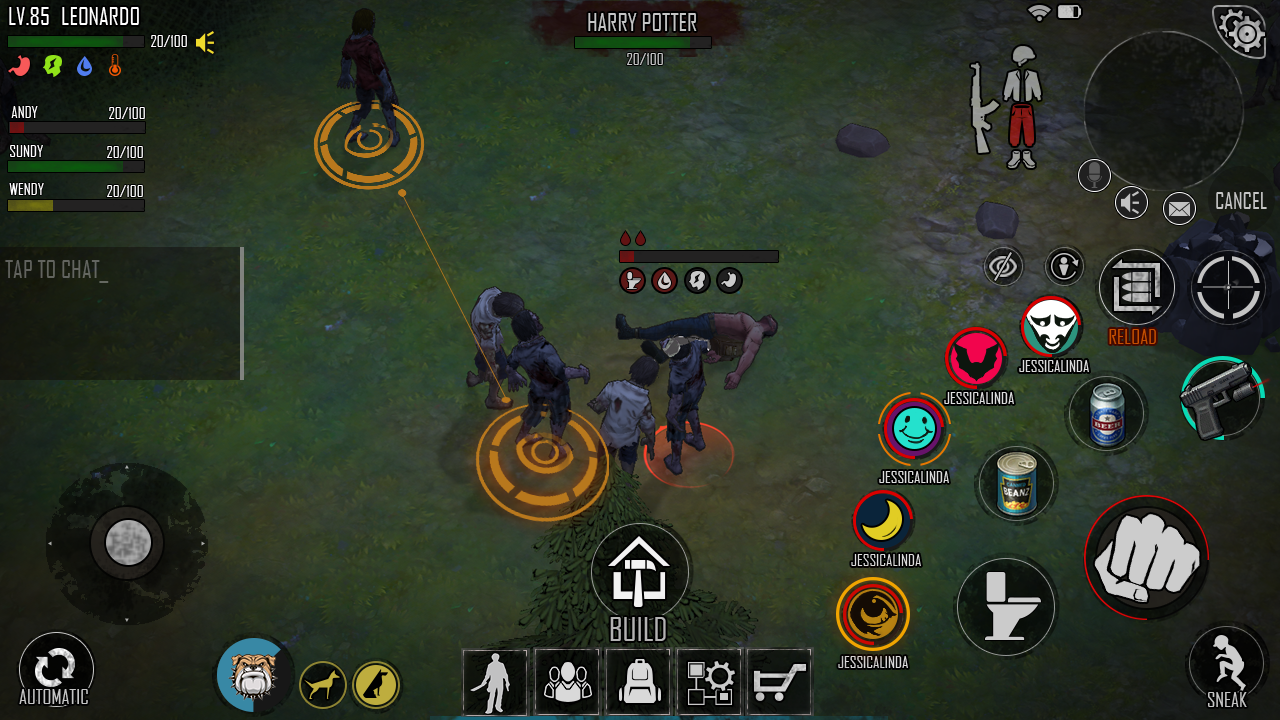 LV.85 LEONARDO
20/100
HARRY POTTER
20/100
ANDY 20/100
SUNDY 20/100
WENDY 20/100
CANCEL
TAP TO CHAT_
RELOAD
JESSICALINDA
JESSICALINDA
BEER
JESSICALINDA
BEANZ
JESSICALINDA
BUILD
JESSICALINDA
AUTOMATIC
SNEAK